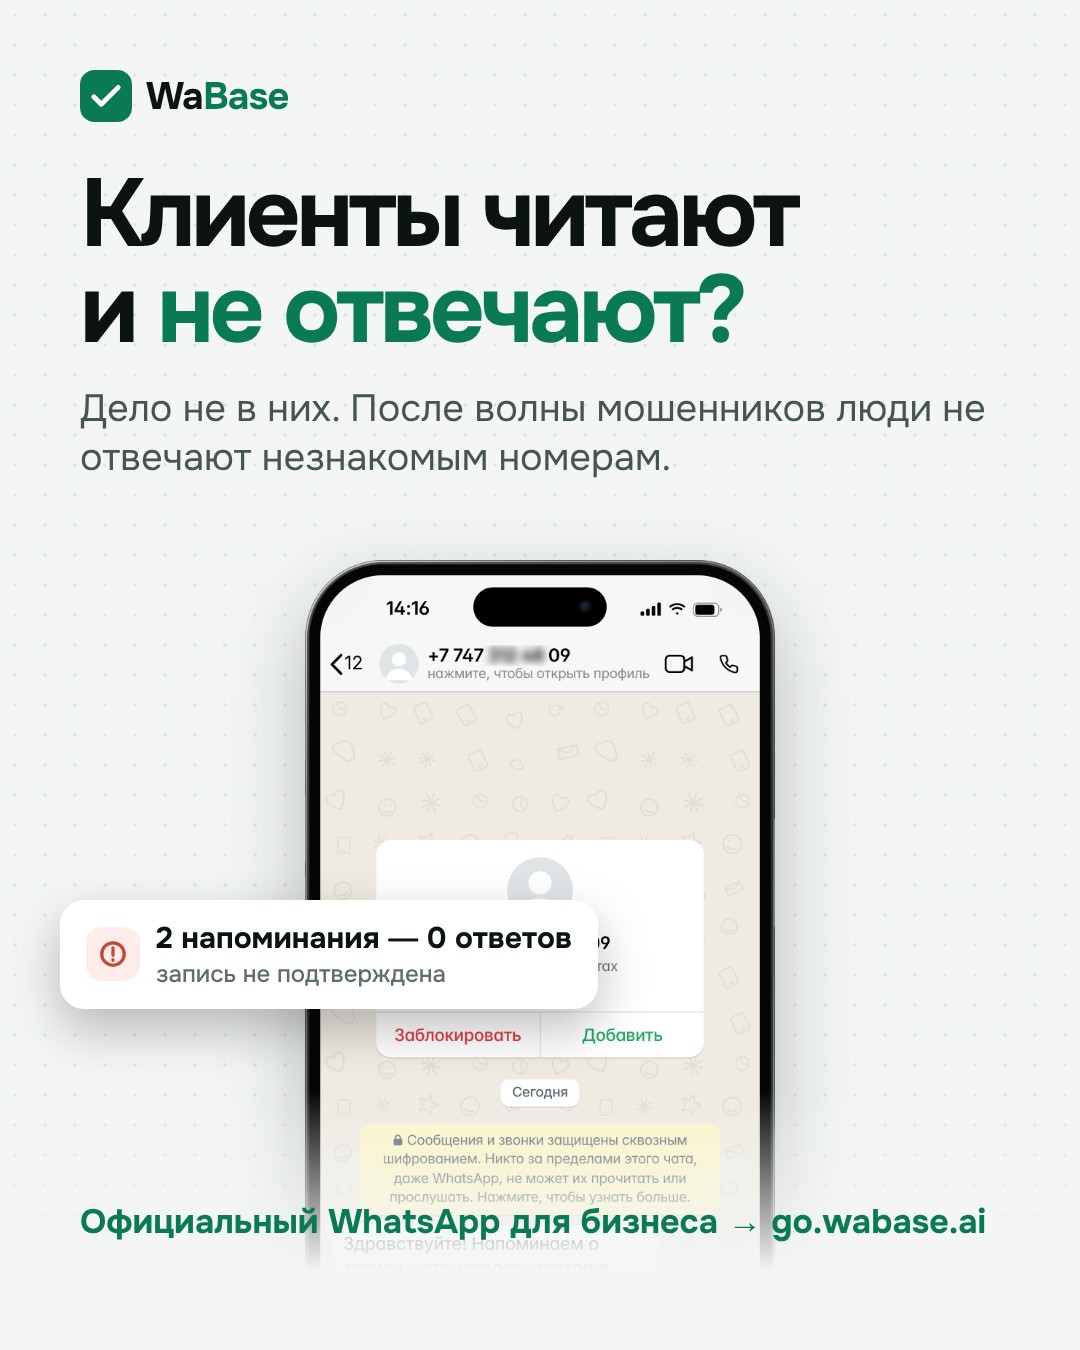 WaBase
Клиенты читают
и не отвечают?
Дело не в них. После волны мошенников люди не
отвечают незнакомым номерам.
14:16
12
+7 747
09
нажмите, чтобы открыть профиль
2 напоминания — 0 ответов
запись не подтверждена
Заблокировать
Добавить
Сегодня
Сообщения и звонки защищены сквозным
шифрованием. Никто за пределами этого чата,
даже WhatsApp, не может их прочитать или
прослушать. Нажмите, чтобы узнать больше.
Официальный WhatsApp для бизнеса → go.wabase.ai
Здравствуйте! Напоминаем о